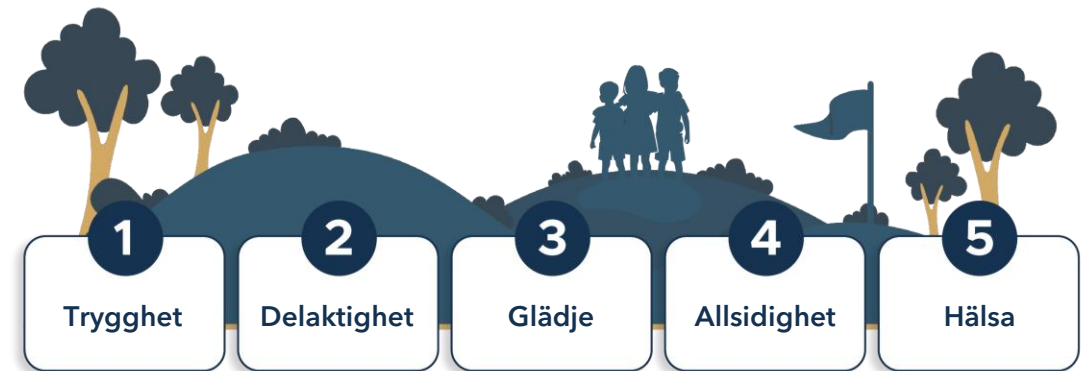 1
Trygghet
2
Delaktighet
3
Glädje
4
Allsidighet
5
Hälsa